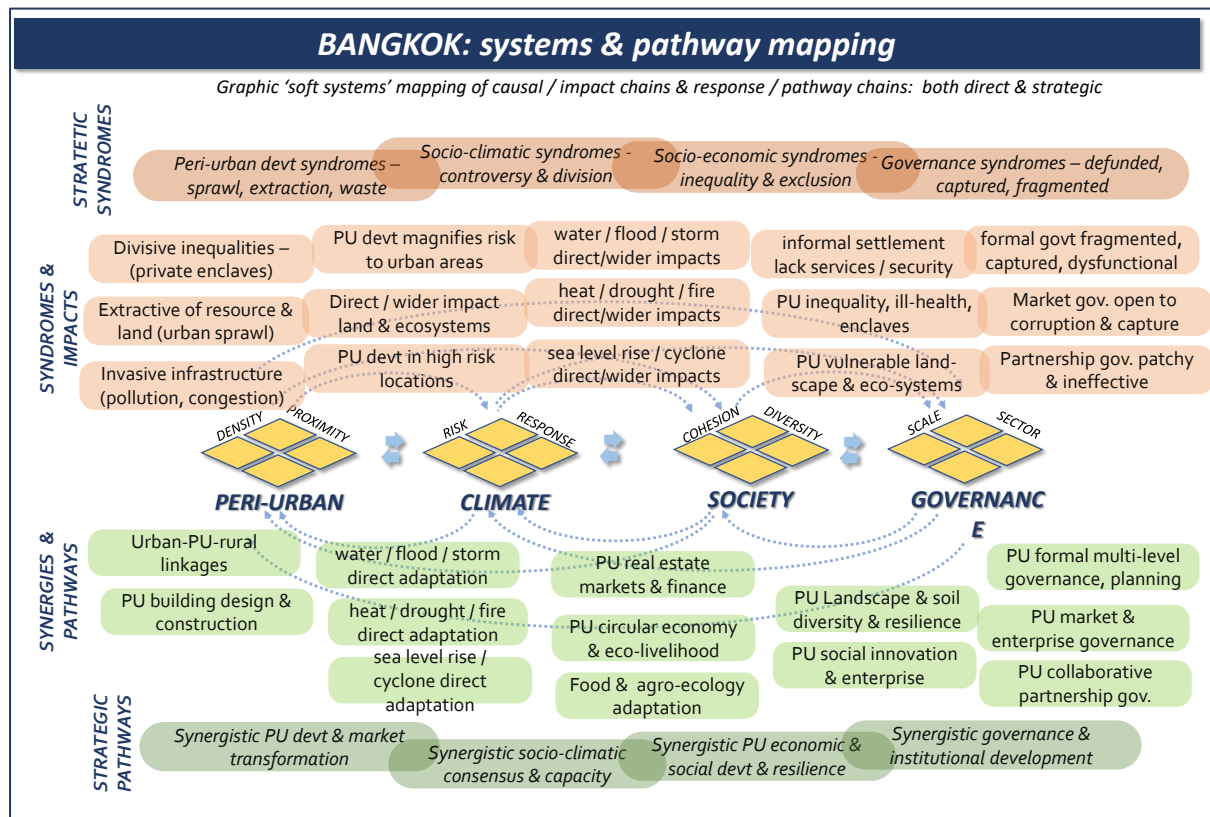 BANGKOK: systems & pathway mapping
Graphic ‘soft systems’ mapping of causal / impact chains & response / pathway chains:  both direct & strategic
STRATETIC
SYNDROMES
Peri-urban devt syndromes –
sprawl, extraction, waste
Socio-climatic syndromes -
controversy & division
Socio-economic syndromes -
inequality & exclusion
Governance syndromes – defunded,
captured, fragmented
SYNDROMES &
IMPACTS
Divisive inequalities –
(private enclaves)
PU devt magnifies risk
to urban areas
water / flood / storm
direct/wider impacts
informal settlement
lack services / security
formal govt fragmented,
captured, dysfunctional
Extractive of resource &
land (urban sprawl)
Direct / wider impact
land & ecosystems
heat / drought / fire
direct/wider impacts
PU inequality, ill-health,
enclaves
Market gov. open to
corruption & capture
Invasive infrastructure
(pollution, congestion)
PU devt in high risk
locations
sea level rise / cyclone
direct/wider impacts
PU vulnerable land-
scape & eco-systems
Partnership gov. patchy
& ineffective
DENSITY
PROXIMITY
RISK
RESPONSE
COHESION
DIVERSITY
SCALE
SECTOR
PERI-URBAN
CLIMATE
SOCIETY
GOVERNANC
E
SYNERGIES &
PATHWAYS
Urban-PU-rural
linkages
water / flood / storm
direct adaptation
PU real estate
markets & finance
PU formal multi-level
governance, planning
PU building design &
construction
heat / drought / fire
direct adaptation
PU circular economy
& eco-livelihood
PU Landscape & soil
diversity & resilience
PU market &
enterprise governance
sea level rise /
cyclone direct
adaptation
Food &  agro-ecology
adaptation
PU social innovation
& enterprise
PU collaborative
partnership gov.
STRATEGIC
PATHWAYS
Synergistic PU devt & market
transformation
Synergistic socio-climatic
consensus & capacity
Synergistic PU economic &
social devt & resilience
Synergistic governance &
institutional development